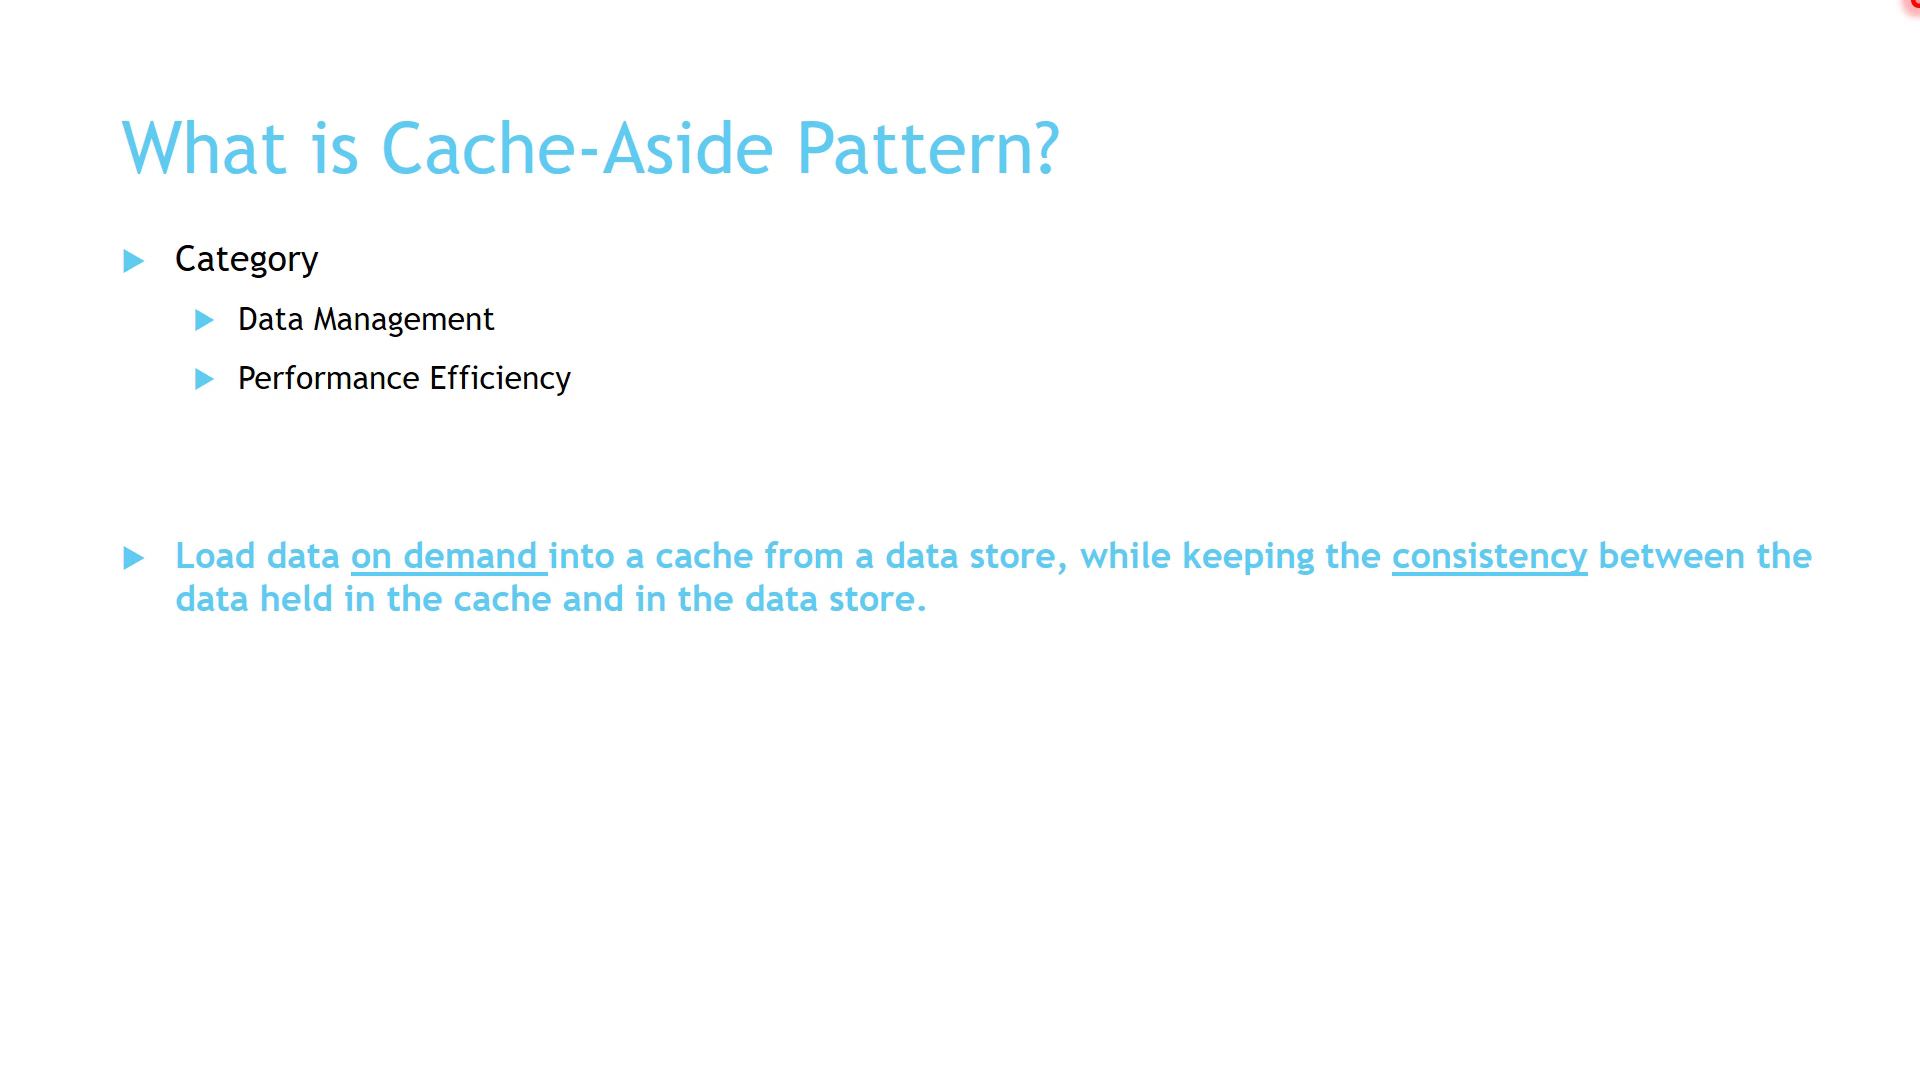 What is Cache-Aside Pattern?
Category
Data Management
Performance Efficiency
Load data on demand into a cache from a data store, while keeping the consistency between the
data held in the cache and in the data store.